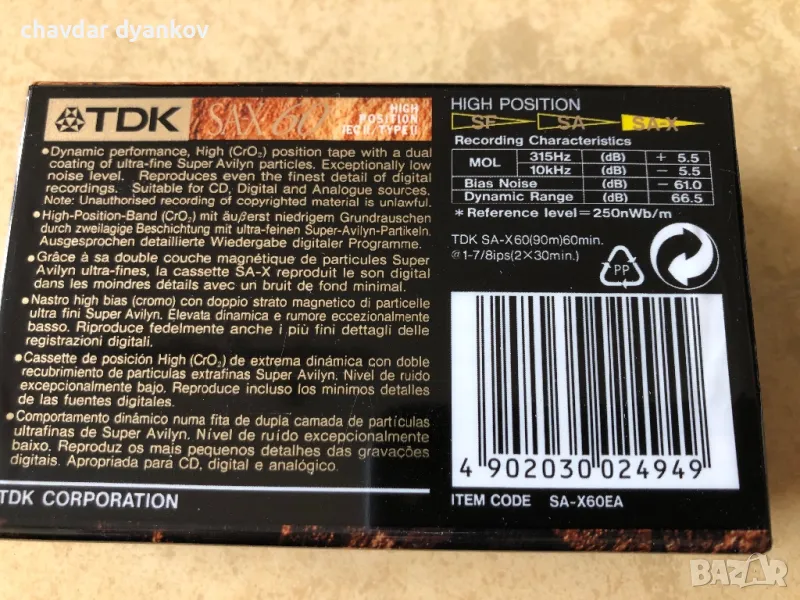 chavdar dyankov
TDK SA-X 60 HIGH
POSITION
IEC II/TYPE II
•Dynamic performance, High (CrO₂) position tape with a dual
coating of ultra-fine Super Avilyn particles. Exceptionally low
noise level. Reproduces even the finest detail of digital
recordings. Suitable for CD, Digital and Analogue sources.
Note: Unauthorised recording of copyrighted material is unlawful.
•High-Position-Band (CrO₂) mit äußerst niedrigem Grundrauschen
durch zweilagige Beschichtung mit ultra-feinen Super-Avilyn-Partikeln.
Ausgesprochen detaillierte Wiedergabe digitaler Programme.
•Grâce à sa double couche magnétique de particules Super
Avilyn ultra-fines, la cassette SA-X reproduit le son digital
dans les moindres détails avec un bruit de fond minimal.
•Nastro high bias (cromo) con doppio strato magnetico di particelle
ultra fini Super Avilyn. Elevata dinamica e rumore eccezionalmente
basso. Riproduce fedelmente anche i più fini dettagli delle
registrazioni digitali.
•Cassette de posición High (CrO₂) de extrema dinámica con doble
recubrimiento de particulas extrafinas Super Avilyn. Nivel de ruido
excepcionalmente bajo. Reproduce incluso los minimos detalles
de las fuentes digitales.
•Comportamento dinâmico numa fita de dupla camada de partículas
ultrafinas de Super Avilyn. Nível de ruído excepcionalmente
baixo. Reproduz os mais pequenos detalhes das gravações
digitais. Apropriada para CD, digital e analógico.
TDK CORPORATION
HIGH POSITION
SF SA SA-X
Recording Characteristics
MOL 315Hz (dB) + 5.5
10kHz (dB) − 5.5
Bias Noise (dB) −61.0
Dynamic Range (dB) 66.5
*Reference level=250nWb/m
TDK SA-X60(90m)60min.
@1-7/8ips(2×30min.)
PP
4 902030 024949
ITEM CODE SA-X60EA
BAZAR